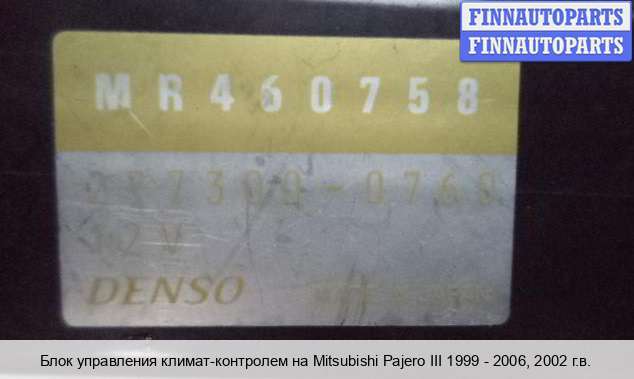 FINNAUTOPARTS
FINNAUTOPARTS
MR460758
12V
DENSO
Блок управления климат-контролем на Mitsubishi Pajero III 1999 - 2006, 2002 г.в.